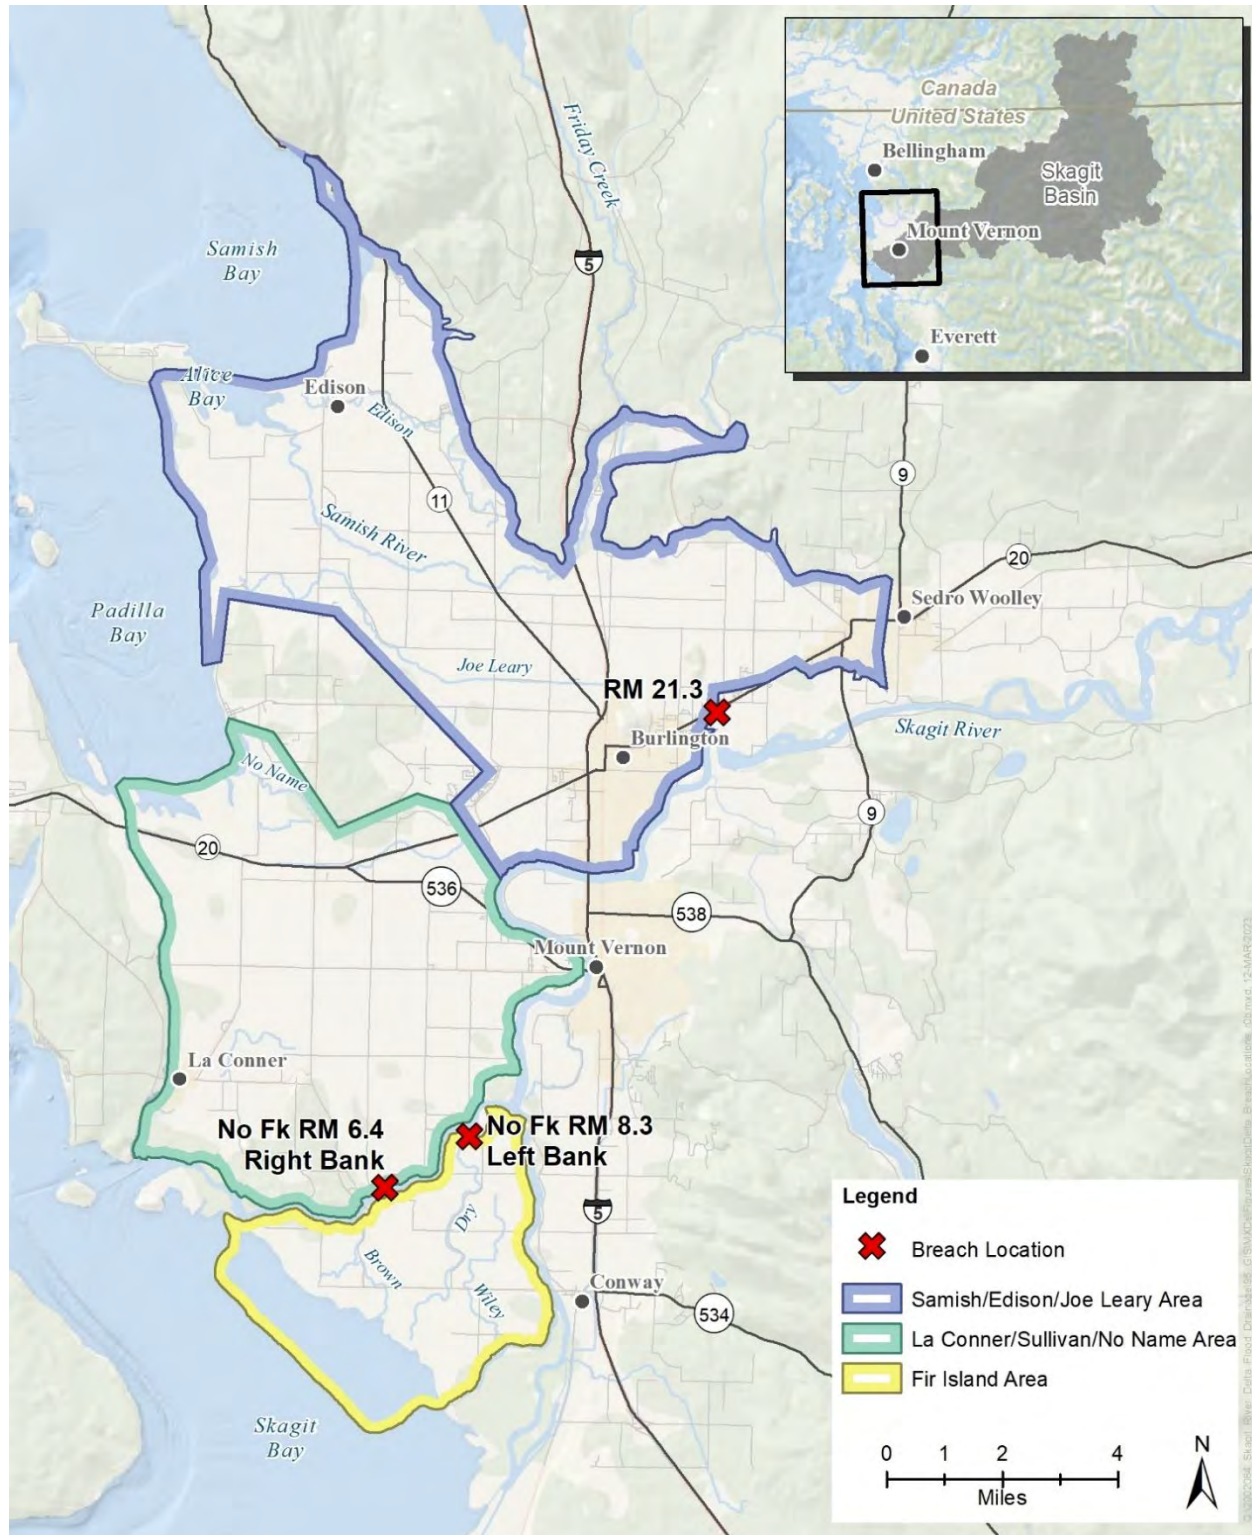 Canada
United States
Bellingham
Skagit
Basin
Mount Vernon
Everett
Friday Creek
Samish
Bay
5
Alice
Bay
Edison
Edison
11
9
Samish River
20
Padilla
Bay
Sedro Woolley
Joe Leary
RM 21.3
Skagit River
Burlington
No Name
9
20
536
538
Mount Vernon
La Conner
No Fk RM 6.4
Right Bank
No Fk RM 8.3
Left Bank
5
Dry
Brown
Wiley
Conway
534
Skagit
Bay
Legend
Breach Location
Samish/Edison/Joe Leary Area
La Conner/Sullivan/No Name Area
Fir Island Area
0 1 2 4
Miles
N